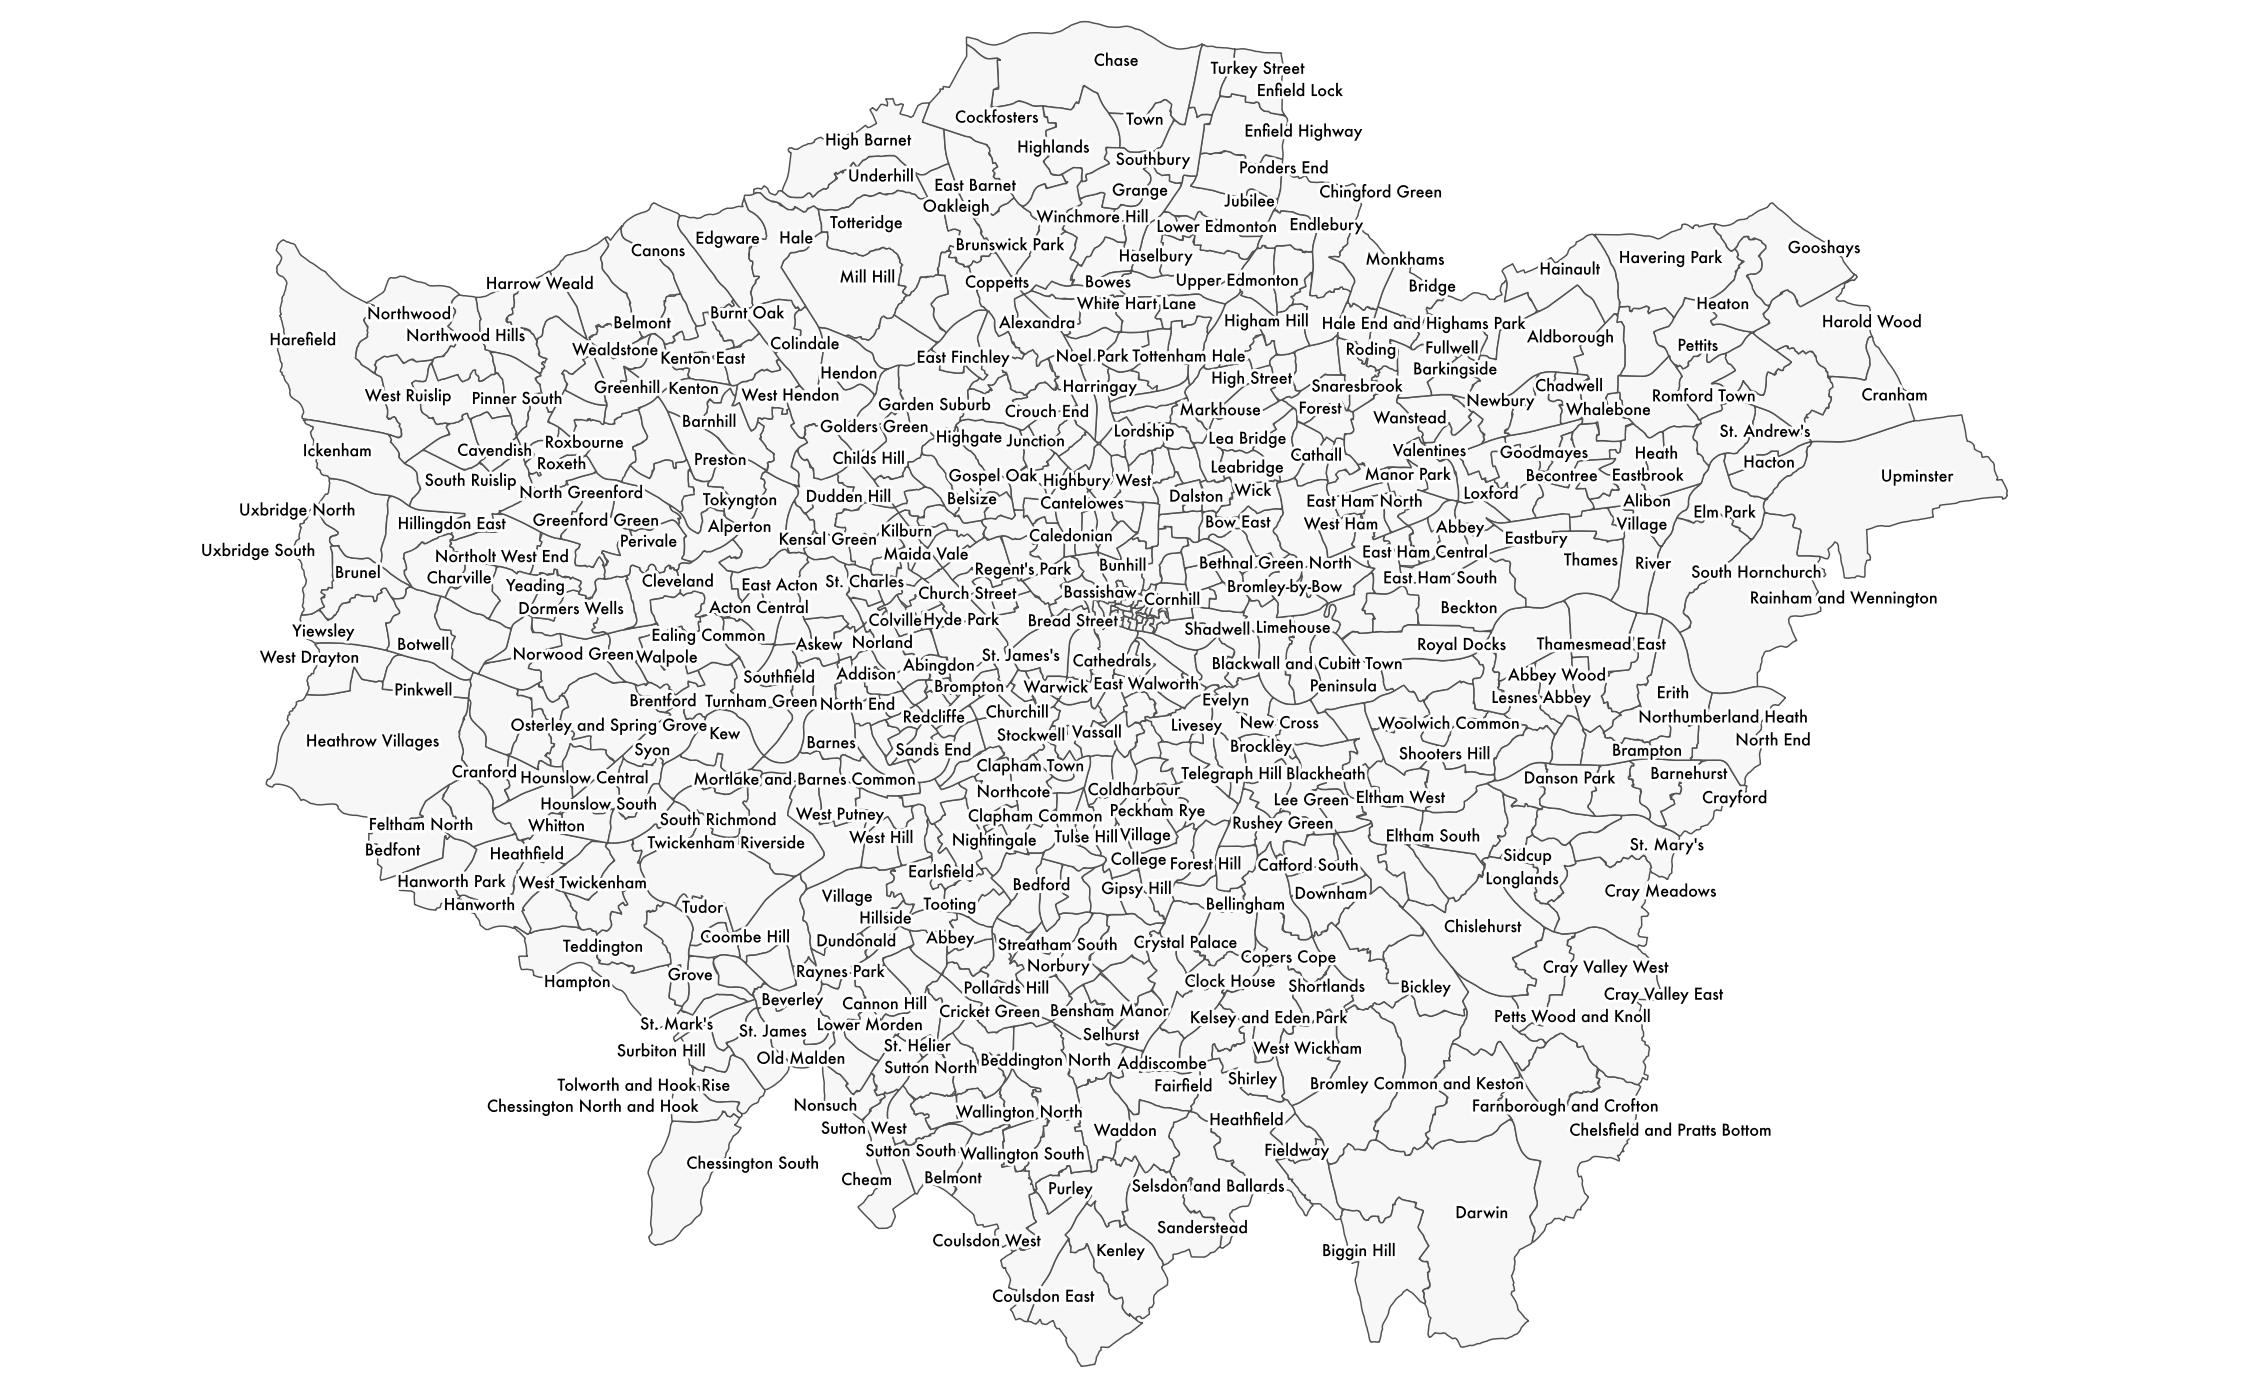 Chase
Turkey Street
Enfield Lock
Cockfosters
Town
Enfield Highway
High Barnet
Highlands
Southbury
Ponders End
Underhill
East Barnet
Grange
Chingford Green
Oakleigh
Jubilee
Totteridge
Winchmore Hill
Lower Edmonton
Endlebury
Edgware
Hale
Brunswick Park
Canons
Haselbury
Monkhams
Havering Park
Gooshays
Hainault
Harrow Weald
Mill Hill
Coppetts
Bowes
Upper Edmonton
Bridge
White Hart Lane
Heaton
Northwood
Burnt Oak
Belmont
Alexandra
Higham Hill
Hale End and Highams Park
Harold Wood
Harefield
Northwood Hills
Aldborough
Colindale
Wealdstone
Kenton East
East Finchley
Noel Park
Tottenham Hale
Roding
Fullwell
Pettits
Hendon
Barkingside
High Street
Greenhill
Kenton
Harringay
Snaresbrook
Chadwell
West Ruislip
Pinner South
West Hendon
Garden Suburb
Crouch End
Markhouse
Forest
Newbury
Whalebone
Romford Town
Cranham
Barnhill
Wanstead
Golders Green
Highgate
Junction
Lordship
Lea Bridge
St. Andrew's
Ickenham
Cavendish
Roxbourne
Roxeth
Preston
Childs Hill
Cathall
Valentines
Goodmayes
Heath
Hacton
Leabridge
South Ruislip
Gospel Oak
Highbury West
Manor Park
Becontree
Eastbrook
Upminster
North Greenford
Tokyngton
Dudden Hill
Belsize
Cantelowes
Dalston
Wick
East Ham North
Loxford
Alibon
Uxbridge North
Hillingdon East
Greenford Green
Alperton
Bow East
West Ham
Abbey
Village
Elm Park
Perivale
Kensal Green
Kilburn
Caledonian
Eastbury
Uxbridge South
Northolt West End
Maida Vale
East Ham Central
Brunel
Charville
Yeading
Cleveland
East Acton
St. Charles
Regent's Park
Bunhill
Bethnal Green North
Thames
River
South Hornchurch
East Ham South
Church Street
Bassishaw
Cornhill
Bromley-by-Bow
Rainham and Wennington
Dormers Wells
Acton Central
Beckton
Colville
Hyde Park
Bread Street
Shadwell
Limehouse
Yiewsley
Botwell
Ealing Common
Askew
Norland
Royal Docks
Thamesmead East
West Drayton
Norwood Green
Walpole
Abingdon
St. James's
Cathedrals
Blackwall and Cubitt Town
Southfield
Addison
Abbey Wood
Pinkwell
Brompton
Warwick
East Walworth
Peninsula
Lesnes Abbey
Erith
Brentford
Turnham Green
North End
Evelyn
Osterley and Spring Grove
Kew
Redcliffe
Churchill
Livesey
New Cross
Woolwich Common
Northumberland Heath
Heathrow Villages
Syon
Barnes
Sands End
Stockwell
Vassall
Brockley
Shooters Hill
Brampton
North End
Cranford
Hounslow Central
Mortlake and Barnes Common
Clapham Town
Telegraph Hill
Blackheath
Danson Park
Barnehurst
Hounslow South
Northcote
Coldharbour
Lee Green
Eltham West
Crayford
Feltham North
Whitton
South Richmond
West Putney
Clapham Common
Peckham Rye
Rushey Green
Bedfont
Heathfield
Twickenham Riverside
West Hill
Nightingale
Tulse Hill
Village
Eltham South
St. Mary's
College
Forest Hill
Catford South
Sidcup
Hanworth Park
West Twickenham
Earlsfield
Bedford
Gipsy Hill
Downham
Longlands
Cray Meadows
Hanworth
Tudor
Village
Hillside
Tooting
Bellingham
Chislehurst
Teddington
Coombe Hill
Dundonald
Abbey
Streatham South
Crystal Palace
Copers Cope
Hampton
Grove
Raynes Park
Norbury
Clock House
Shortlands
Bickley
Cray Valley West
Pollards Hill
Cray Valley East
Beverley
Cannon Hill
Cricket Green
Bensham Manor
Kelsey and Eden Park
Petts Wood and Knoll
St. Mark's
St. James
Lower Morden
Selhurst
Surbiton Hill
Old Malden
St. Helier
Beddington North
Addiscombe
West Wickham
Sutton North
Tolworth and Hook Rise
Fairfield
Shirley
Bromley Common and Keston
Chessington North and Hook
Nonsuch
Wallington North
Heathfield
Farnborough and Crofton
Sutton West
Waddon
Chelsfield and Pratts Bottom
Chessington South
Sutton South
Wallington South
Fieldway
Cheam
Belmont
Purley
Selsdon and Ballards
Darwin
Coulsdon West
Sanderstead
Kenley
Biggin Hill
Coulsdon East